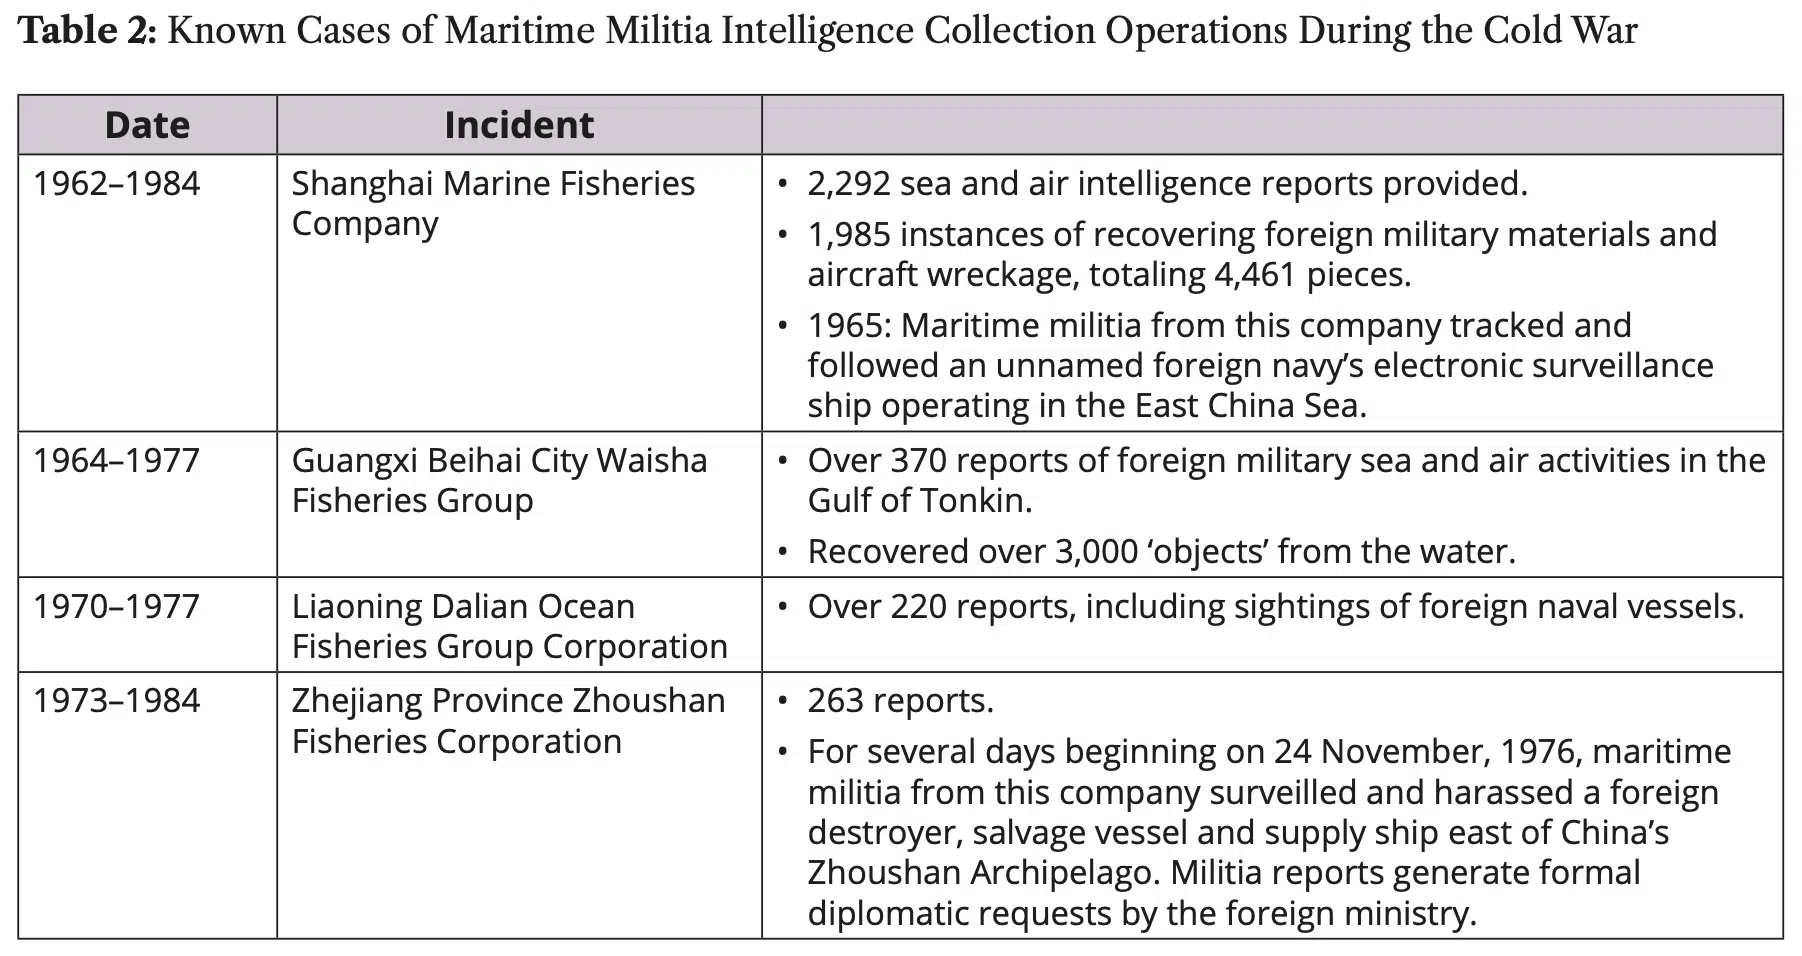 Table 2: Known Cases of Maritime Militia Intelligence Collection Operations During the Cold War
Date
Incident
1962–1984
Shanghai Marine Fisheries
Company
• 2,292 sea and air intelligence reports provided.
• 1,985 instances of recovering foreign military materials and
aircraft wreckage, totaling 4,461 pieces.
• 1965: Maritime militia from this company tracked and
followed an unnamed foreign navy’s electronic surveillance
ship operating in the East China Sea.
1964–1977
Guangxi Beihai City Waisha
Fisheries Group
• Over 370 reports of foreign military sea and air activities in the
Gulf of Tonkin.
• Recovered over 3,000 ‘objects’ from the water.
1970–1977
Liaoning Dalian Ocean
Fisheries Group Corporation
• Over 220 reports, including sightings of foreign naval vessels.
1973–1984
Zhejiang Province Zhoushan
Fisheries Corporation
• 263 reports.
• For several days beginning on 24 November, 1976, maritime
militia from this company surveilled and harassed a foreign
destroyer, salvage vessel and supply ship east of China’s
Zhoushan Archipelago. Militia reports generate formal
diplomatic requests by the foreign ministry.